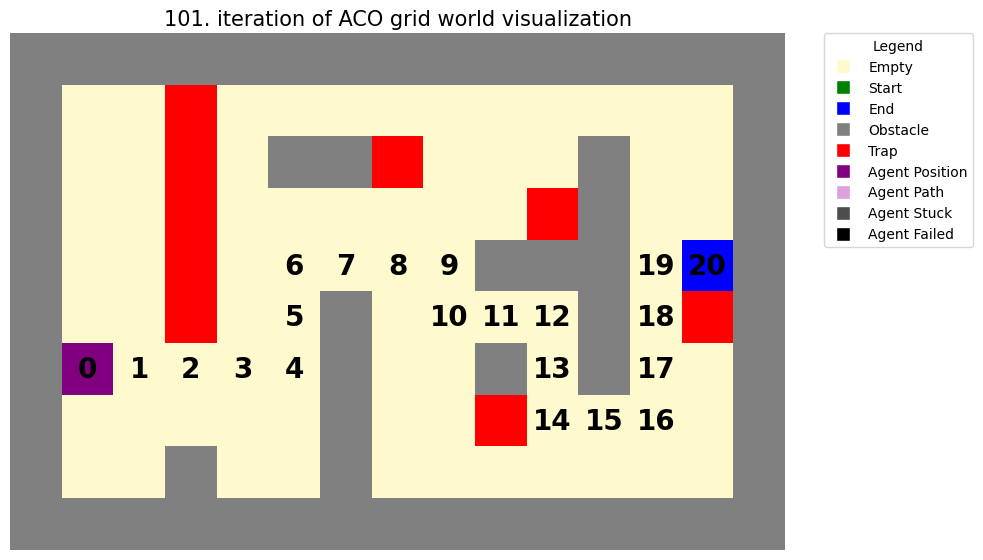 101. iteration of ACO grid world visualization
Legend
Empty
Start
End
Obstacle
Trap
Agent Position
Agent Path
Agent Stuck
Agent Failed
6 7 8 9 19 20
5 10 11 12 18
0 1 2 3 4 13 17
14 15 16